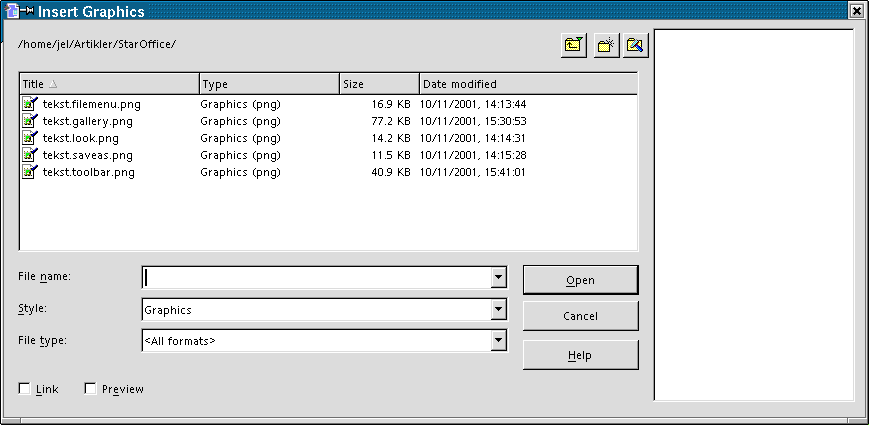 Insert Graphics
/home/jel/Artikler/StarOffice/
Title Type Size Date modified
tekst.filemenu.png Graphics (png) 16.9 KB 10/11/2001, 14:13:44
tekst.gallery.png Graphics (png) 77.2 KB 10/11/2001, 15:30:53
tekst.look.png Graphics (png) 14.2 KB 10/11/2001, 14:14:31
tekst.saveas.png Graphics (png) 11.5 KB 10/11/2001, 14:15:28
tekst.toolbar.png Graphics (png) 40.9 KB 10/11/2001, 15:41:01
File name: Open
Style: Graphics Cancel
File type: <All formats> Help
Link Preview